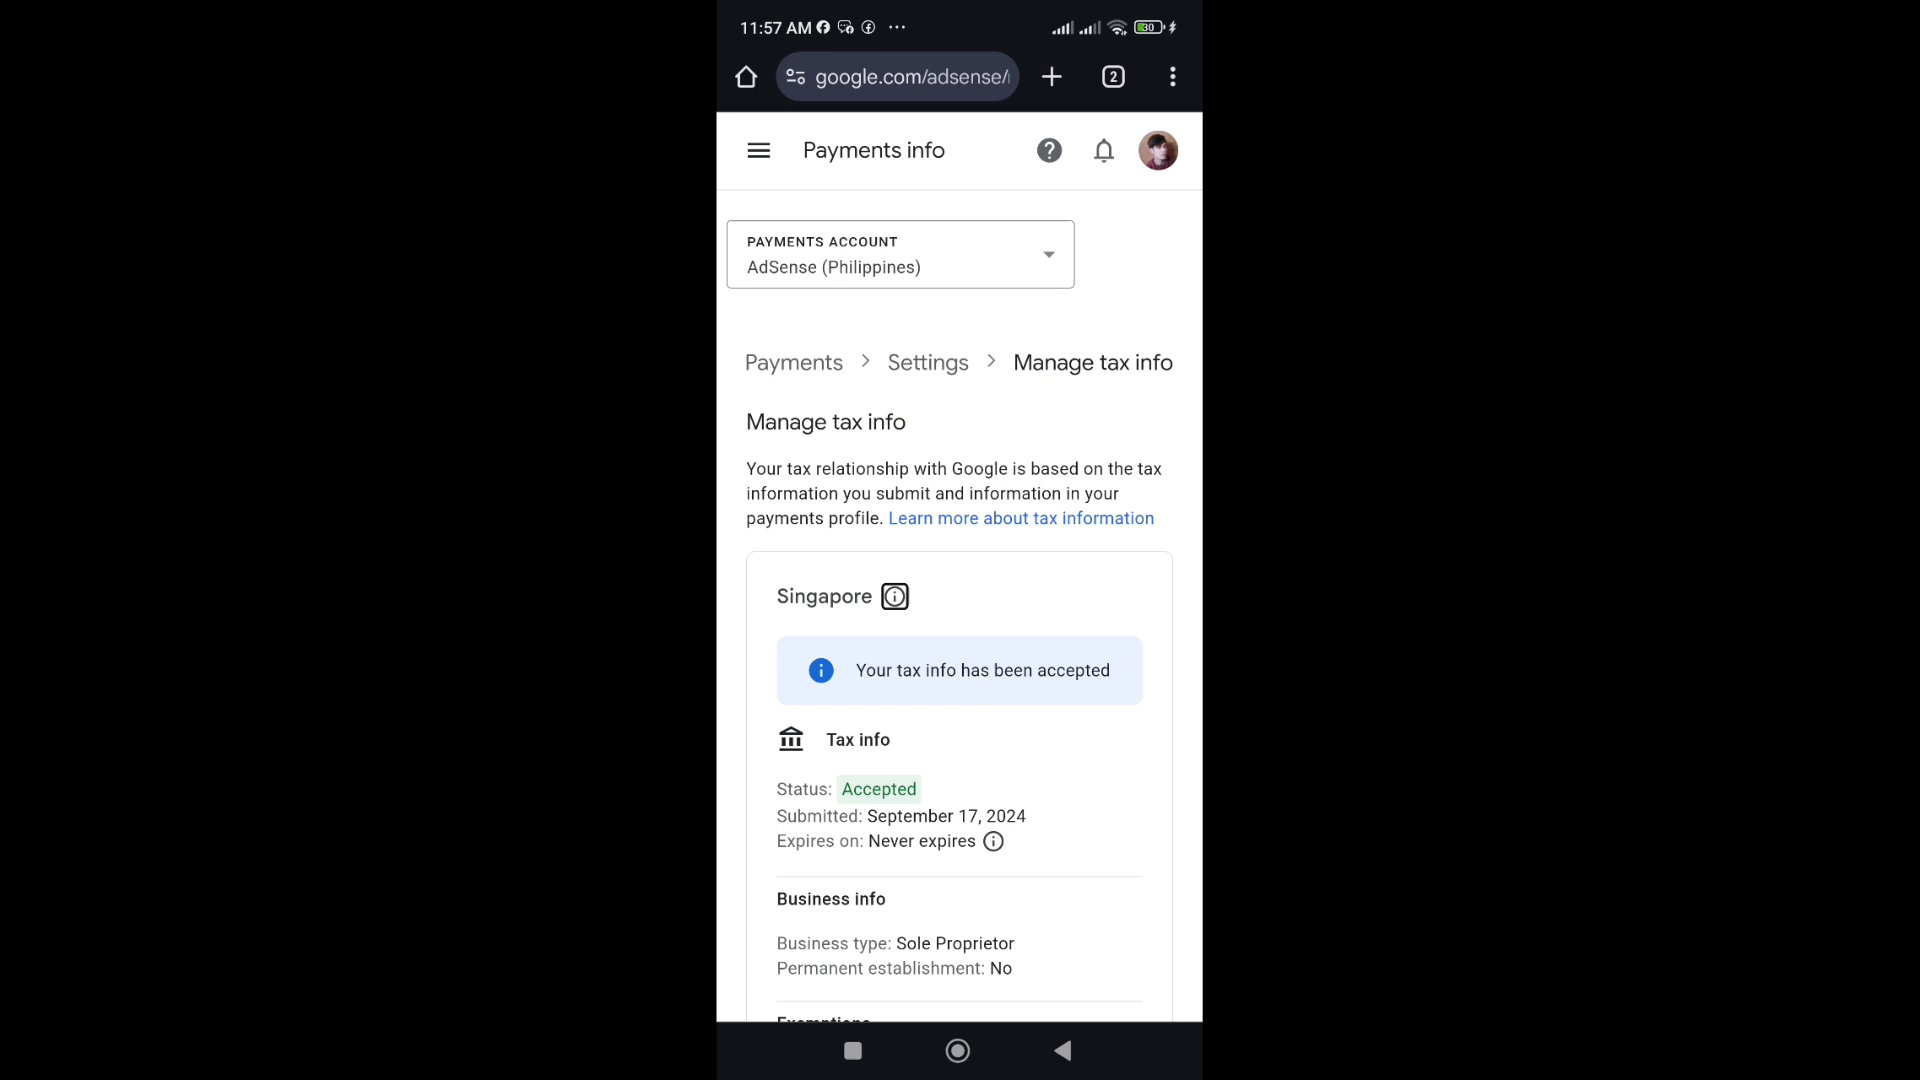 11:57 AM
30
google.com/adsense/
2
Payments info
PAYMENTS ACCOUNT
AdSense (Philippines)
Payments > Settings > Manage tax info
Manage tax info
Your tax relationship with Google is based on the tax
information you submit and information in your
payments profile. Learn more about tax information
Singapore
Your tax info has been accepted
Tax info
Status: Accepted
Submitted: September 17, 2024
Expires on: Never expires
Business info
Business type: Sole Proprietor
Permanent establishment: No
Exemptions